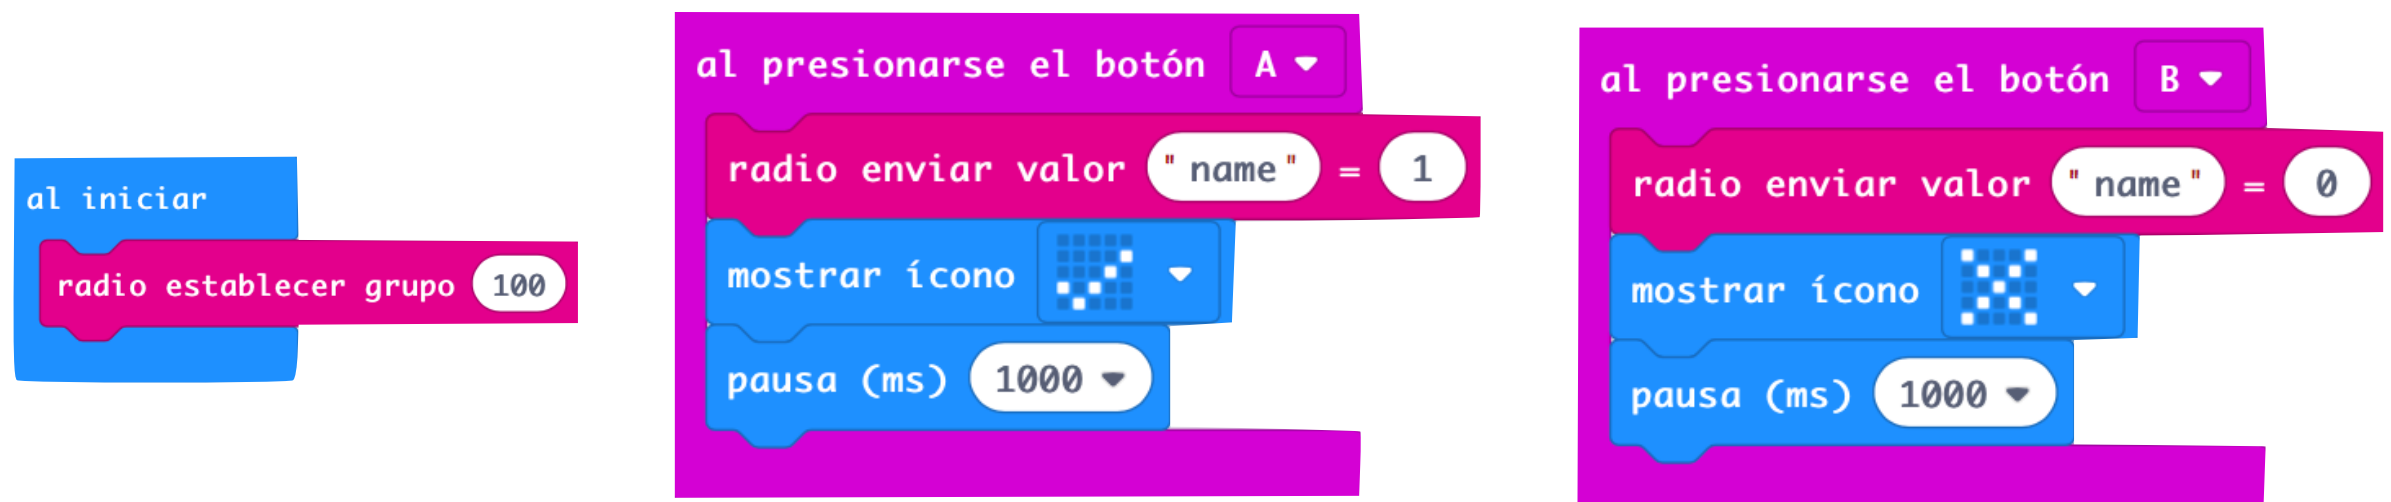 al iniciar
radio establecer grupo 100
al presionarse el botón A
radio enviar valor "name" = 1
mostrar ícono
pausa (ms) 1000
al presionarse el botón B
radio enviar valor "name" = 0
mostrar ícono
pausa (ms) 1000